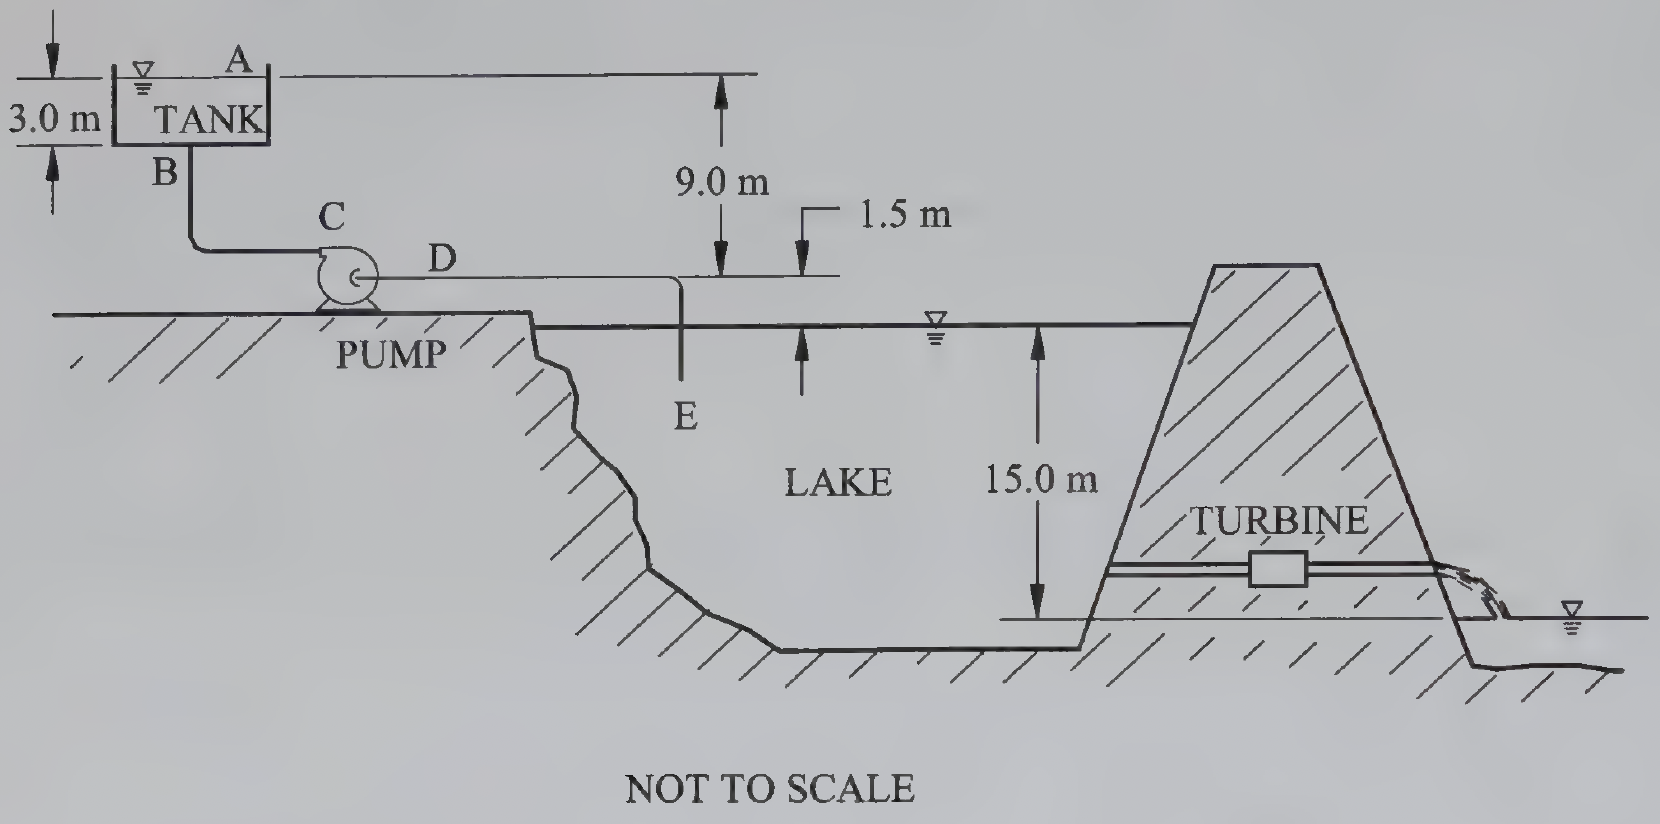 A
3.0 m
TANK
B
9.0 m
C
1.5 m
D
PUMP
E
LAKE
15.0 m
TURBINE
NOT TO SCALE